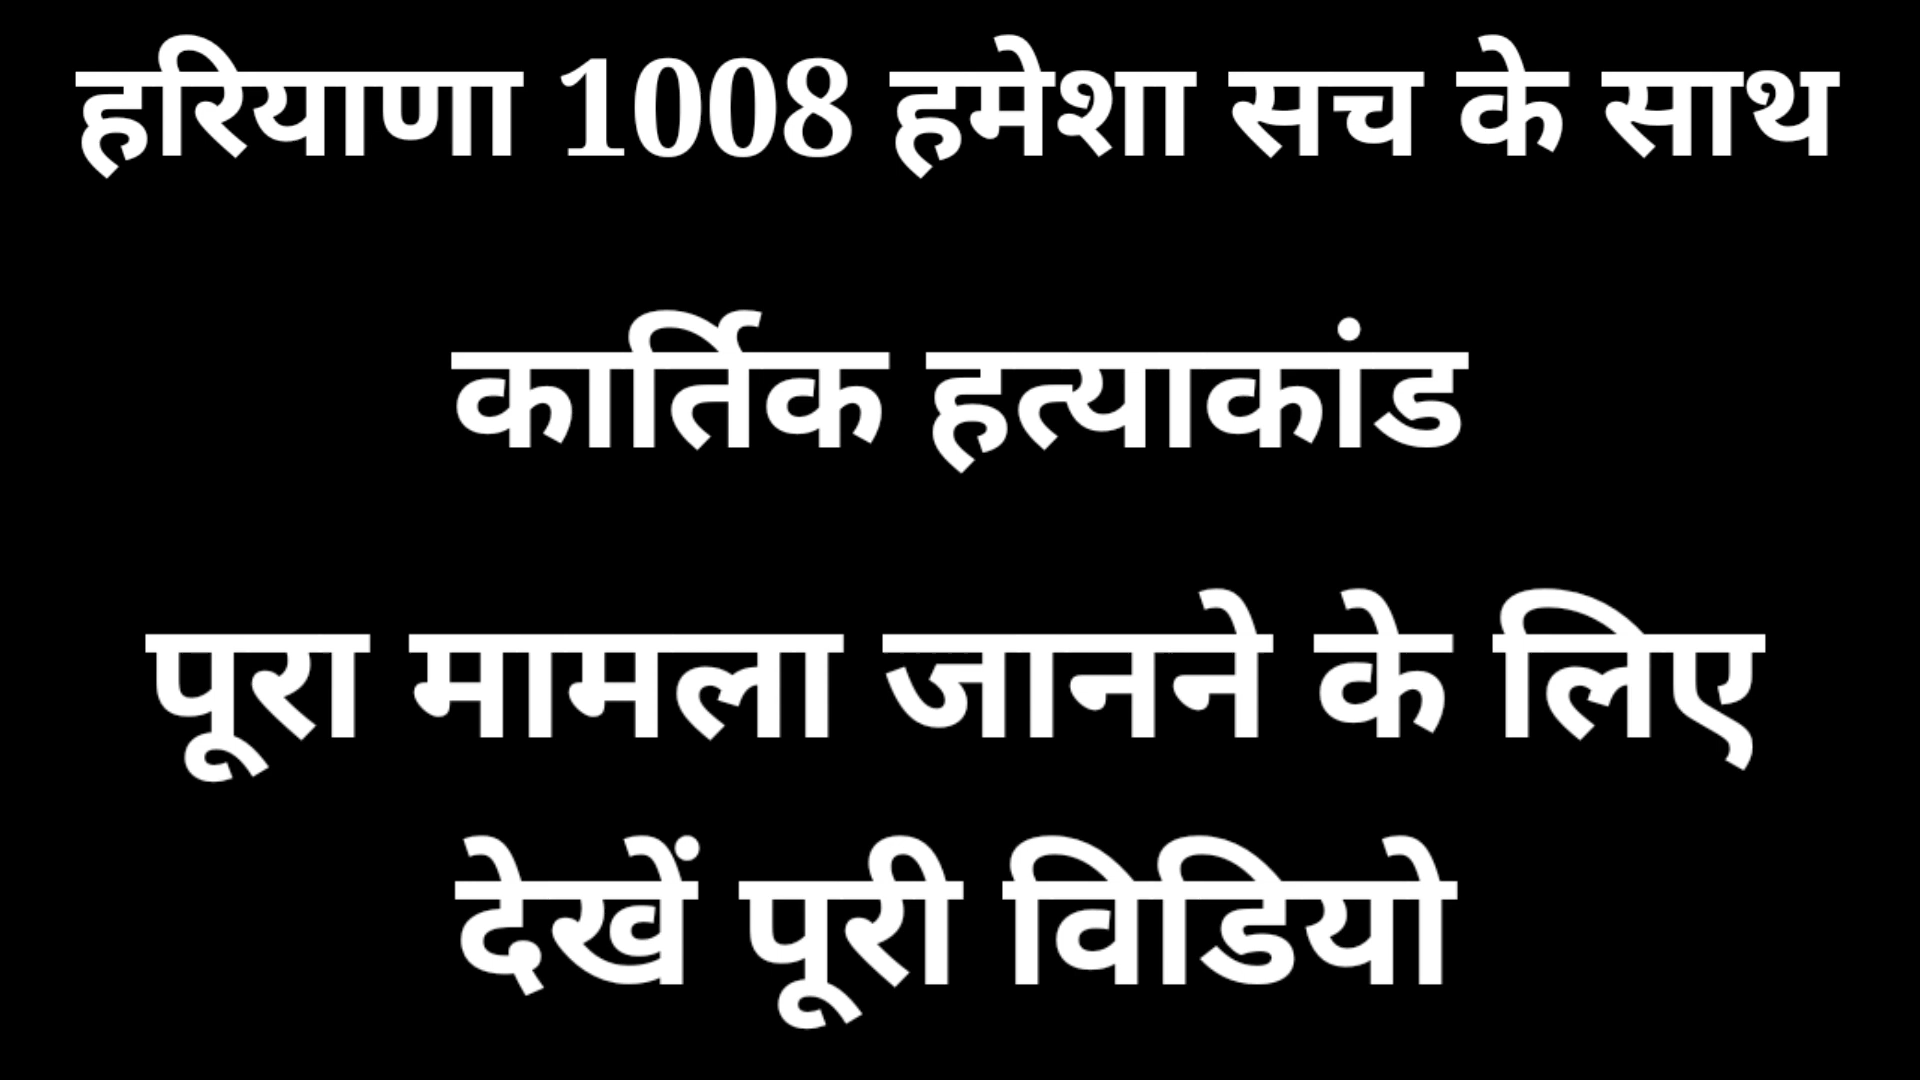 हरियाणा 1008 हमेशा सच के साथ
कार्तिक हत्याकांड
पूरा मामला जानने के लिए
देखें पूरी विडियो